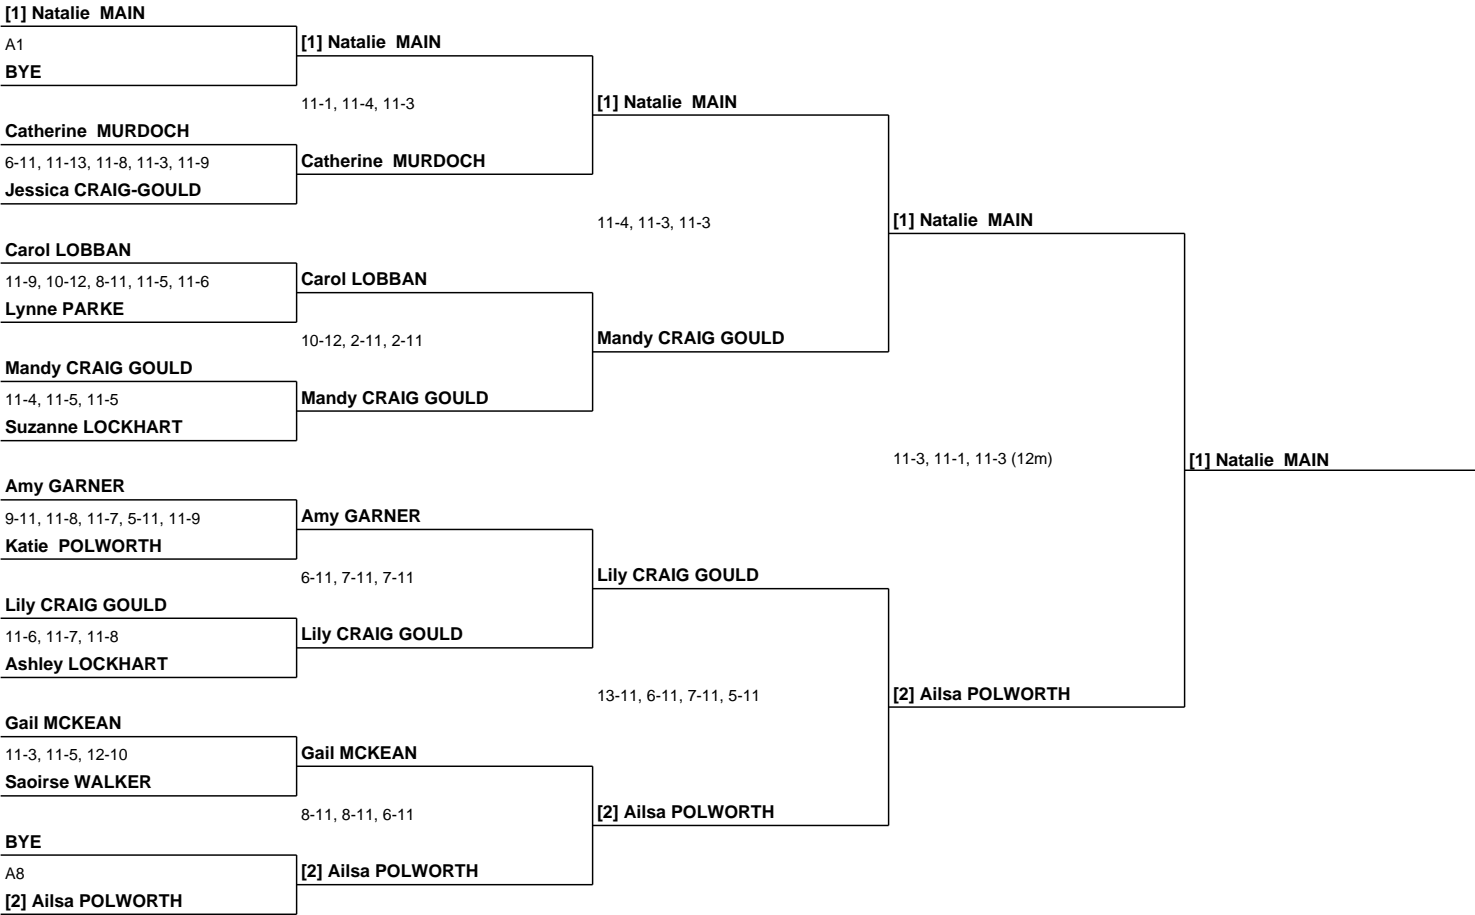 [1] Natalie  MAIN
A1
BYE
Catherine  MURDOCH
6-11, 11-13, 11-8, 11-3, 11-9
Jessica CRAIG-GOULD
Carol LOBBAN
11-9, 10-12, 8-11, 11-5, 11-6
Lynne PARKE
Mandy CRAIG GOULD
11-4, 11-5, 11-5
Suzanne LOCKHART
Amy GARNER
9-11, 11-8, 11-7, 5-11, 11-9
Katie  POLWORTH
Lily CRAIG GOULD
11-6, 11-7, 11-8
Ashley LOCKHART
Gail MCKEAN
11-3, 11-5, 12-10
Saoirse WALKER
BYE
A8
[2] Ailsa POLWORTH
[1] Natalie  MAIN
11-1, 11-4, 11-3
Catherine  MURDOCH
Carol LOBBAN
10-12, 2-11, 2-11
Mandy CRAIG GOULD
Amy GARNER
6-11, 7-11, 7-11
Lily CRAIG GOULD
Gail MCKEAN
8-11, 8-11, 6-11
[2] Ailsa POLWORTH
[1] Natalie  MAIN
11-4, 11-3, 11-3
Mandy CRAIG GOULD
Lily CRAIG GOULD
13-11, 6-11, 7-11, 5-11
[2] Ailsa POLWORTH
[1] Natalie  MAIN
11-3, 11-1, 11-3 (12m)
[2] Ailsa POLWORTH
[1] Natalie  MAIN